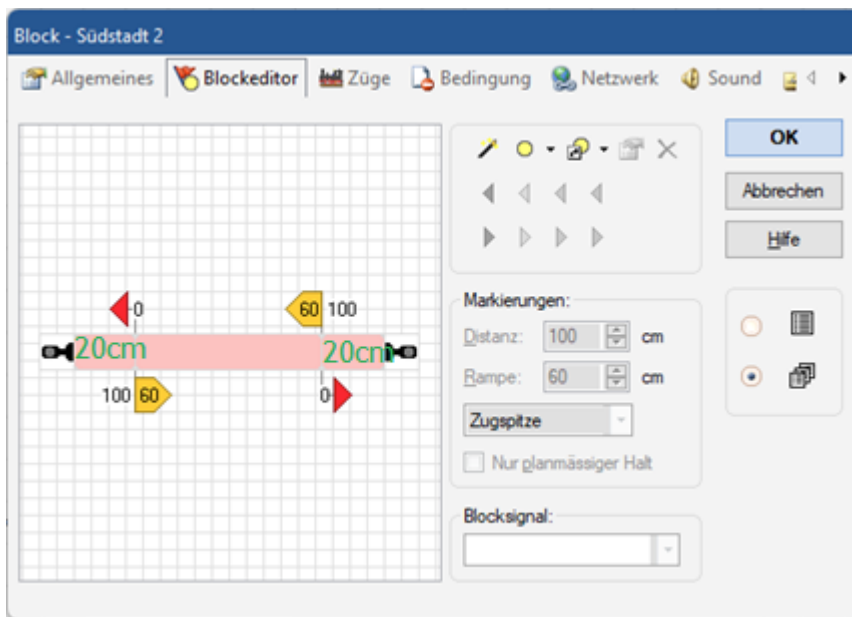 Block - Südstadt 2
Allgemeines Blockeditor Züge Bedingung Netzwerk Sound
OK
Abbrechen
Hilfe
0 60 100
20cm 20cm
100 60 0
Markierungen:
Distanz: 100 cm
Rampe: 60 cm
Zugspitze
Nur planmässiger Halt
Blocksignal: